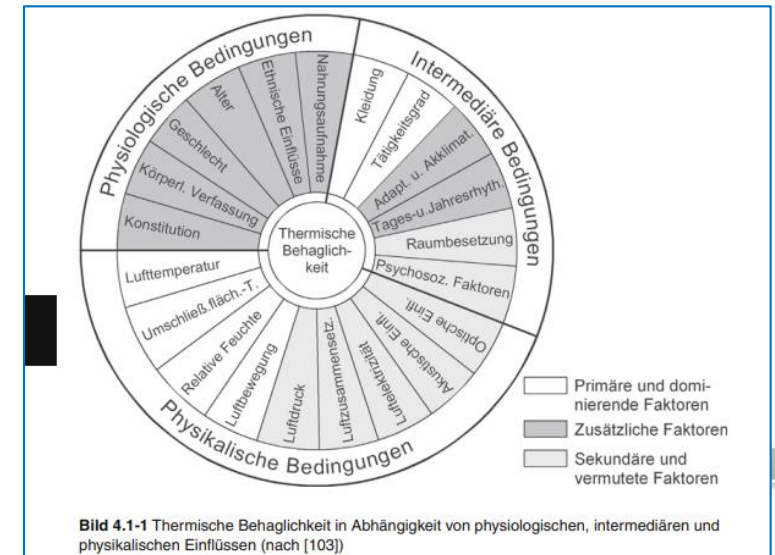 Physiologische Bedingungen
Konstitution
Körperl. Verfassung
Geschlecht
Alter
Ethnische Einflüsse
Nahrungsaufnahme
Intermediäre Bedingungen
Kleidung
Tätigkeitsgrad
Adapt. u. Akklimat.
Tages-u.Jahresrhyth.
Raumbesetzung
Psychosoz. Faktoren
Physikalische Bedingungen
Optische Einfl.
Akustische Einfl.
Luftelektrizität
Luftzusammensetz.
Luftdruck
Luftbewegung
Relative Feuchte
Umschließ.fläch.-T.
Lufttemperatur
Thermische
Behaglich-
keit
Primäre und domi-
nierende Faktoren
Zusätzliche Faktoren
Sekundäre und
vermutete Faktoren
Bild 4.1-1 Thermische Behaglichkeit in Abhängigkeit von physiologischen, intermediären und
physikalischen Einflüssen (nach [103])